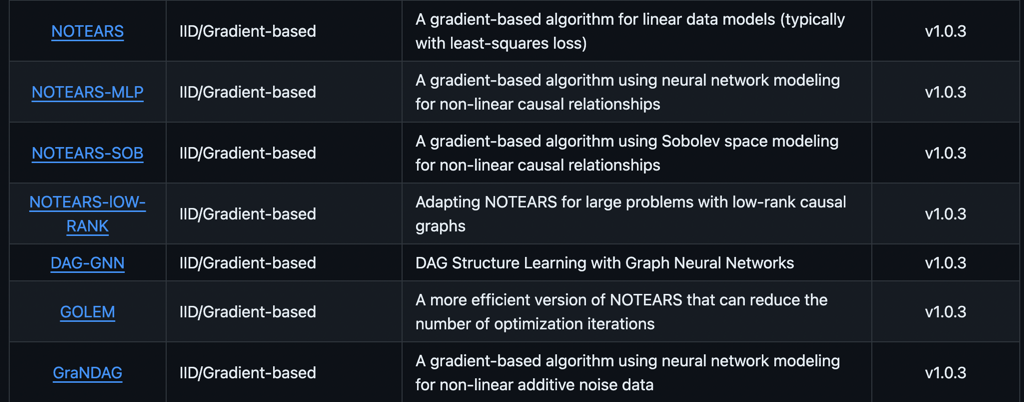 NOTEARS IID/Gradient-based A gradient-based algorithm for linear data models (typically v1.0.3
with least-squares loss)
NOTEARS-MLP IID/Gradient-based A gradient-based algorithm using neural network modeling v1.0.3
for non-linear causal relationships
NOTEARS-SOB IID/Gradient-based A gradient-based algorithm using Sobolev space modeling v1.0.3
for non-linear causal relationships
NOTEARS-lOW- IID/Gradient-based Adapting NOTEARS for large problems with low-rank causal v1.0.3
RANK graphs
DAG-GNN IID/Gradient-based DAG Structure Learning with Graph Neural Networks v1.0.3
GOLEM IID/Gradient-based A more efficient version of NOTEARS that can reduce the v1.0.3
number of optimization iterations
GraNDAG IID/Gradient-based A gradient-based algorithm using neural network modeling v1.0.3
for non-linear additive noise data